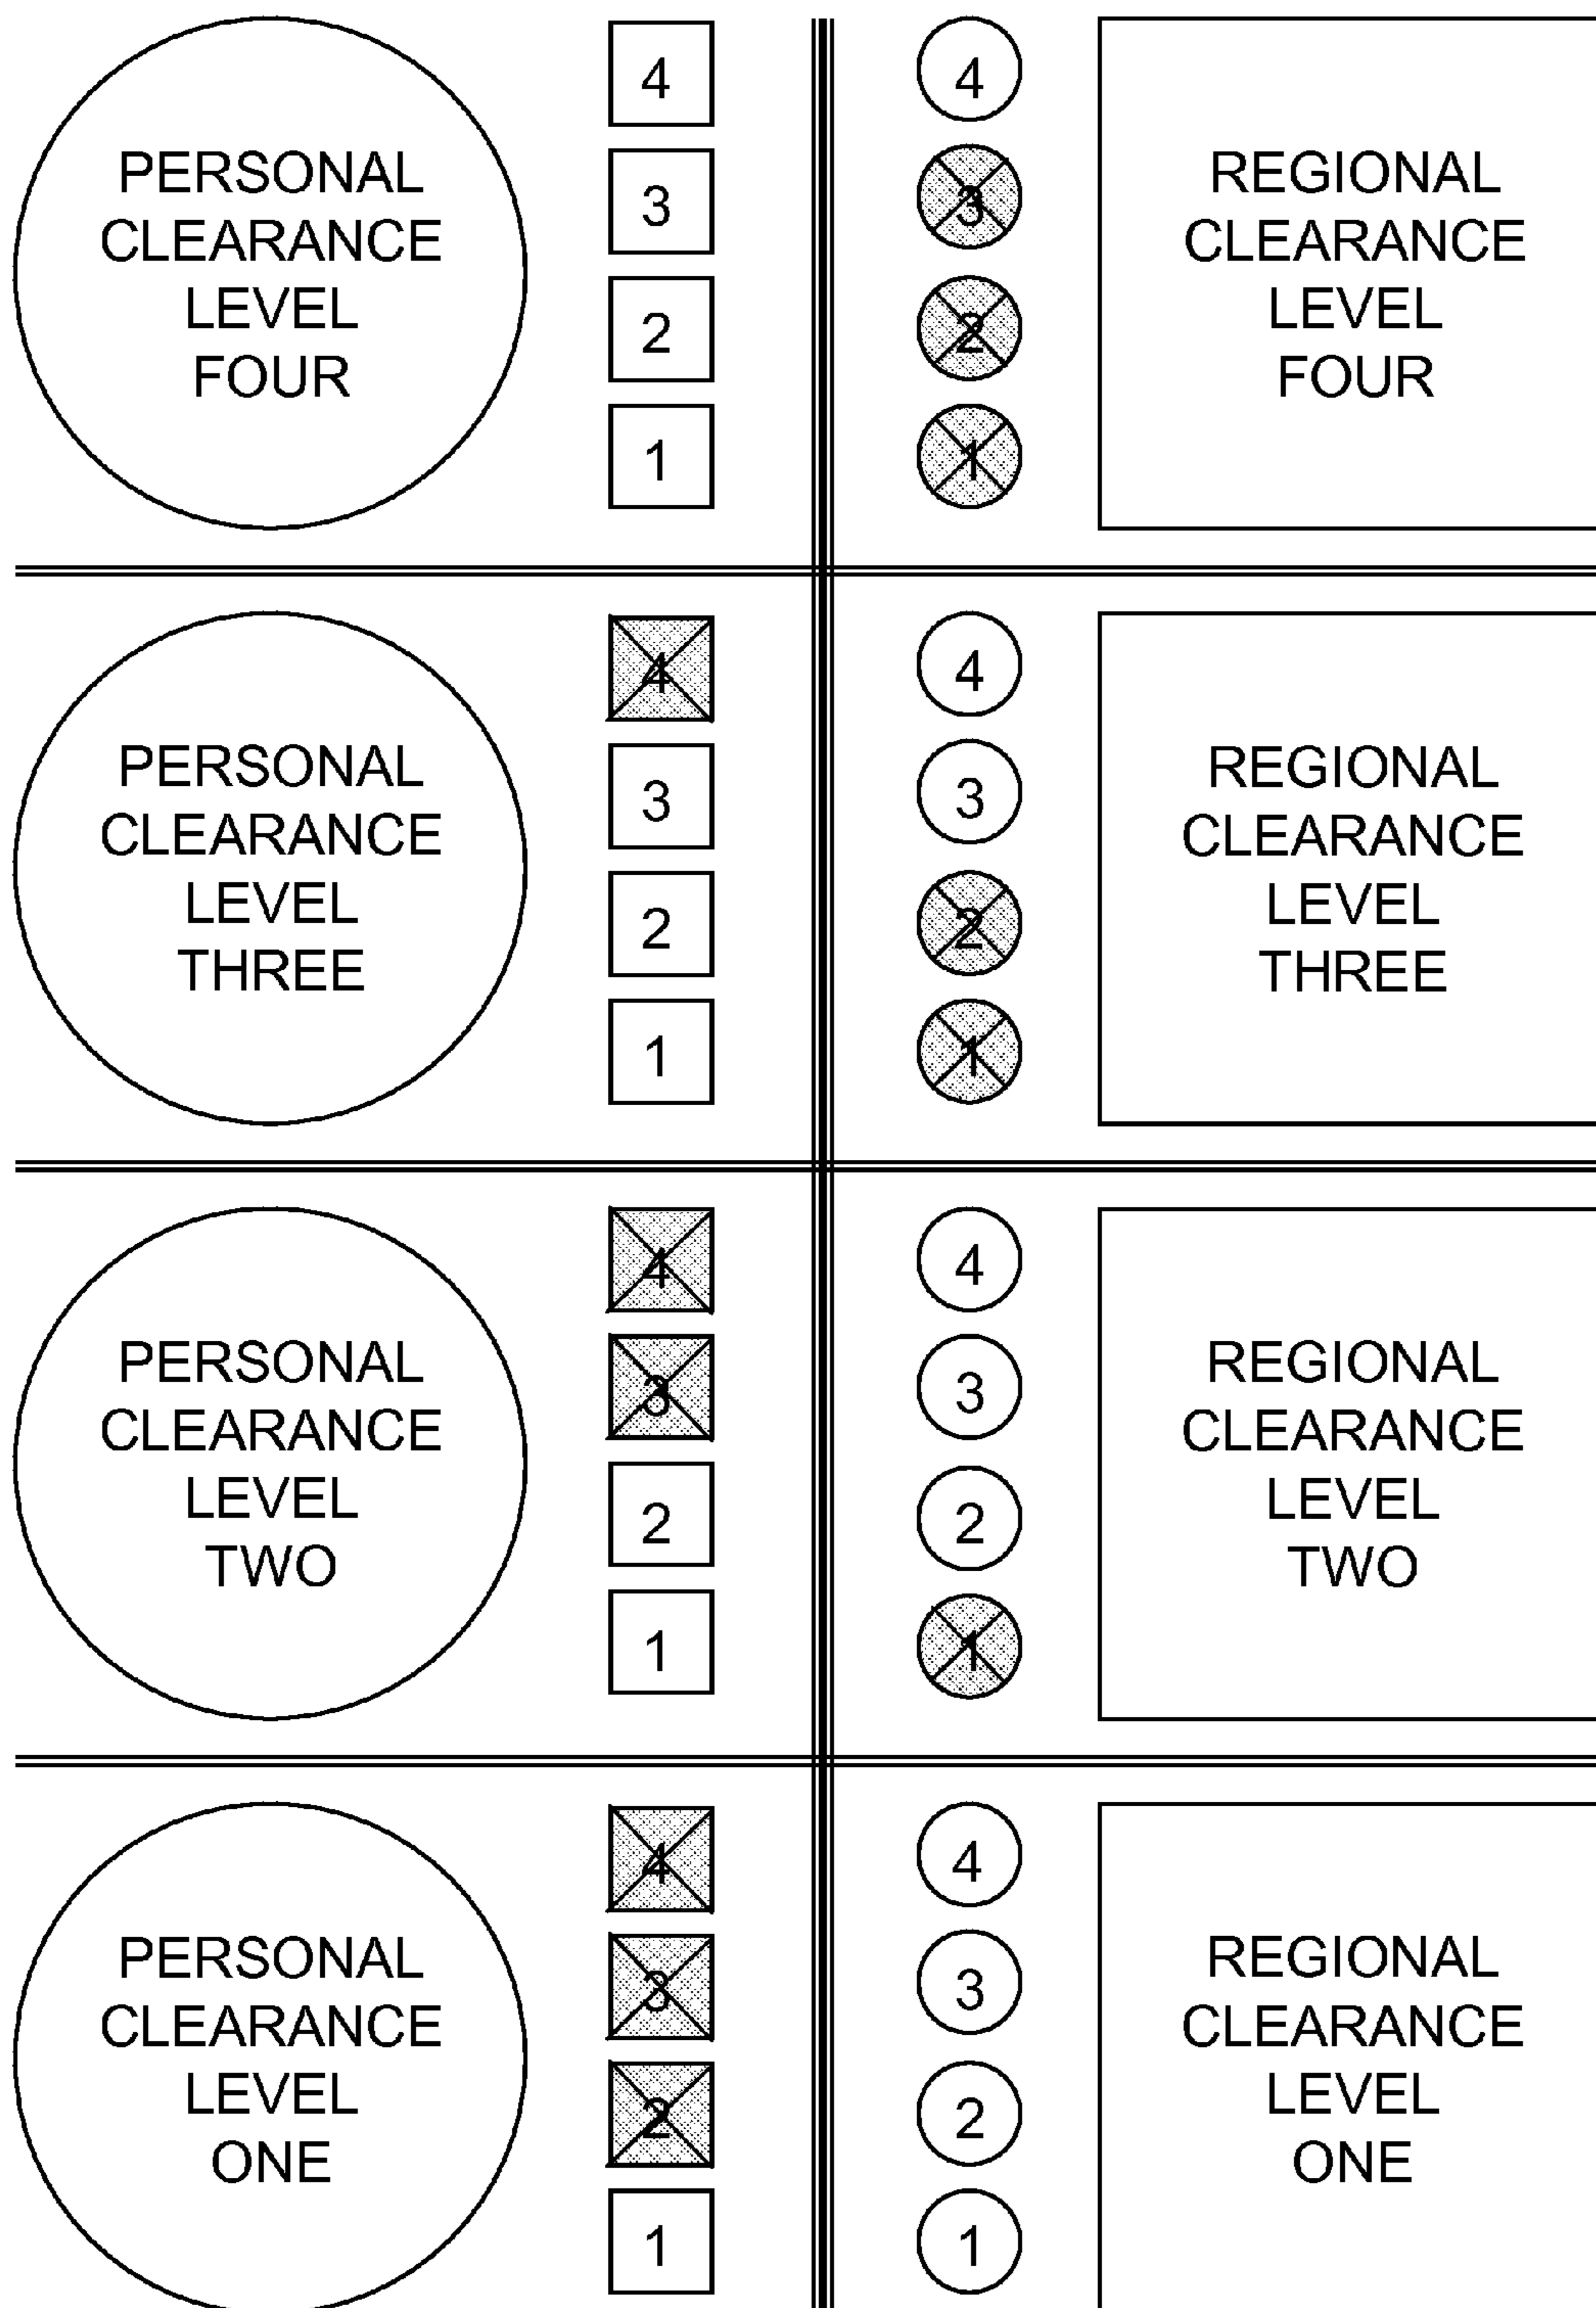 PERSONAL
CLEARANCE
LEVEL
FOUR
4
3
2
1
4
3
2
1
REGIONAL
CLEARANCE
LEVEL
FOUR
PERSONAL
CLEARANCE
LEVEL
THREE
4
3
2
1
4
3
2
1
REGIONAL
CLEARANCE
LEVEL
THREE
PERSONAL
CLEARANCE
LEVEL
TWO
4
3
2
1
4
3
2
1
REGIONAL
CLEARANCE
LEVEL
TWO
PERSONAL
CLEARANCE
LEVEL
ONE
4
3
2
1
4
3
2
1
REGIONAL
CLEARANCE
LEVEL
ONE